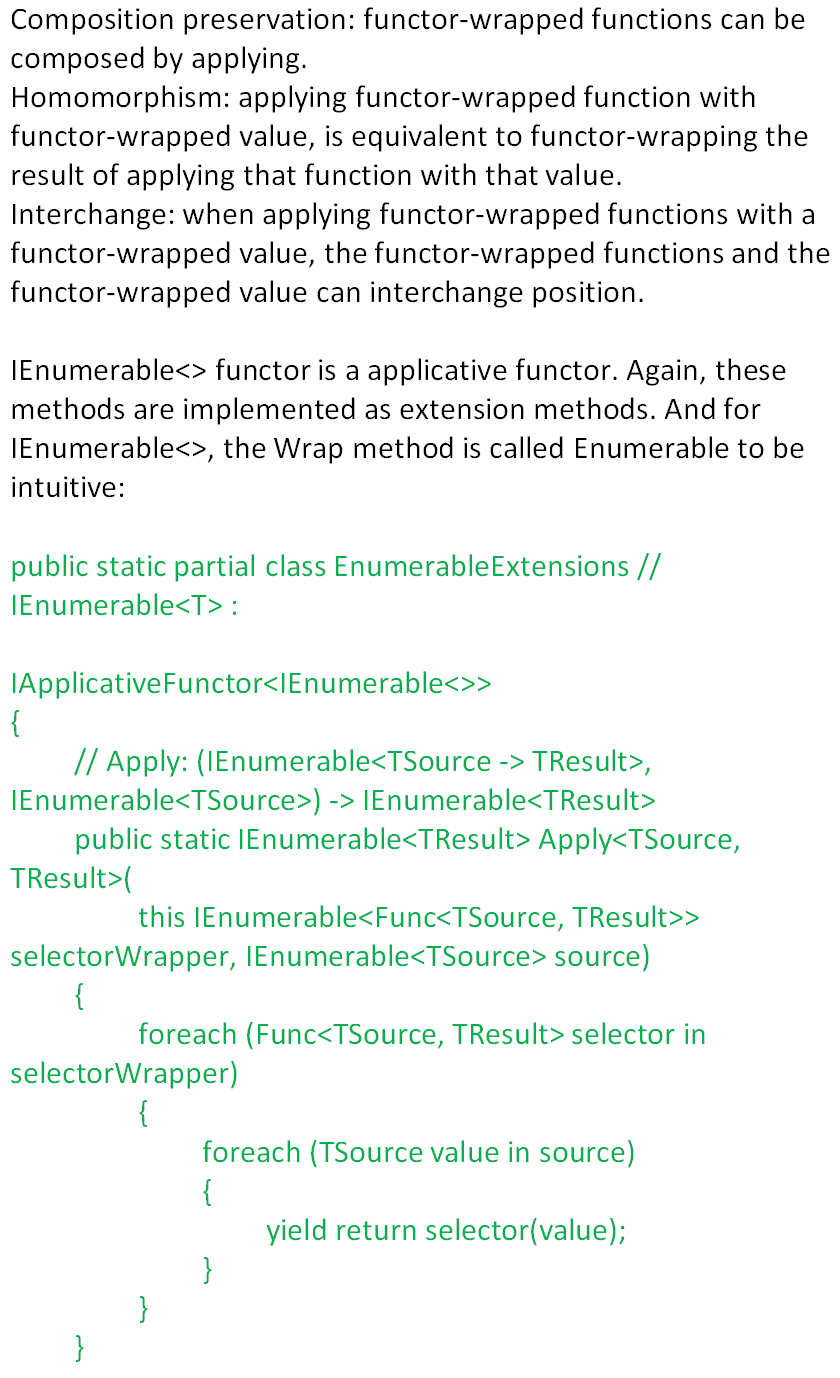 Composition preservation: functor-wrapped functions can be
composed by applying.
Homomorphism: applying functor-wrapped function with
functor-wrapped value, is equivalent to functor-wrapping the
result of applying that function with that value.
Interchange: when applying functor-wrapped functions with a
functor-wrapped value, the functor-wrapped functions and the
functor-wrapped value can interchange position.

IEnumerable<> functor is a applicative functor. Again, these
methods are implemented as extension methods. And for
IEnumerable<>, the Wrap method is called Enumerable to be
intuitive:

public static partial class EnumerableExtensions //
IEnumerable<T> :

IApplicativeFunctor<IEnumerable<>>
{
    // Apply: (IEnumerable<TSource -> TResult>,
IEnumerable<TSource>) -> IEnumerable<TResult>
    public static IEnumerable<TResult> Apply<TSource,
TResult>(
        this IEnumerable<Func<TSource, TResult>>
selectorWrapper, IEnumerable<TSource> source)
    {
        foreach (Func<TSource, TResult> selector in
selectorWrapper)
        {
            foreach (TSource value in source)
            {
                yield return selector(value);
            }
        }
    }